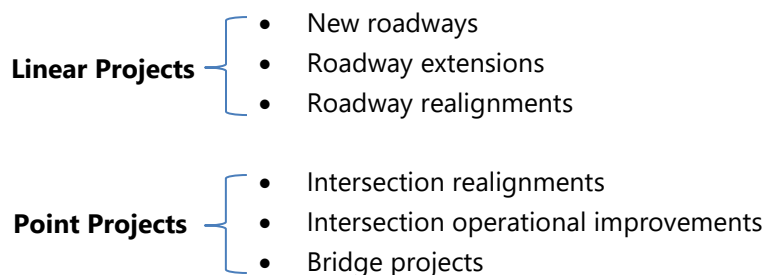 Linear Projects
• New roadways
• Roadway extensions
• Roadway realignments
Point Projects
• Intersection realignments
• Intersection operational improvements
• Bridge projects